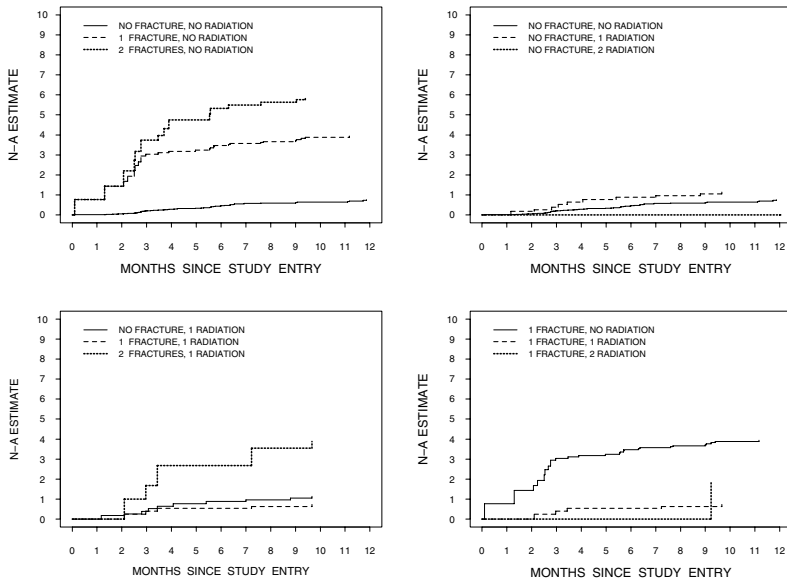 NO FRACTURE, NO RADIATION
1 FRACTURE, NO RADIATION
2 FRACTURES, NO RADIATION
10
9
8
7
6
5
4
3
2
1
0
N–A ESTIMATE
0 1 2 3 4 5 6 7 8 9 10 11 12
MONTHS SINCE STUDY ENTRY
NO FRACTURE, NO RADIATION
NO FRACTURE, 1 RADIATION
NO FRACTURE, 2 RADIATION
10
9
8
7
6
5
4
3
2
1
0
N–A ESTIMATE
0 1 2 3 4 5 6 7 8 9 10 11 12
MONTHS SINCE STUDY ENTRY
NO FRACTURE, 1 RADIATION
1 FRACTURE, 1 RADIATION
2 FRACTURES, 1 RADIATION
10
9
8
7
6
5
4
3
2
1
0
N–A ESTIMATE
0 1 2 3 4 5 6 7 8 9 10 11 12
MONTHS SINCE STUDY ENTRY
1 FRACTURE, NO RADIATION
1 FRACTURE, 1 RADIATION
1 FRACTURE, 2 RADIATION
10
9
8
7
6
5
4
3
2
1
0
N–A ESTIMATE
0 1 2 3 4 5 6 7 8 9 10 11 12
MONTHS SINCE STUDY ENTRY